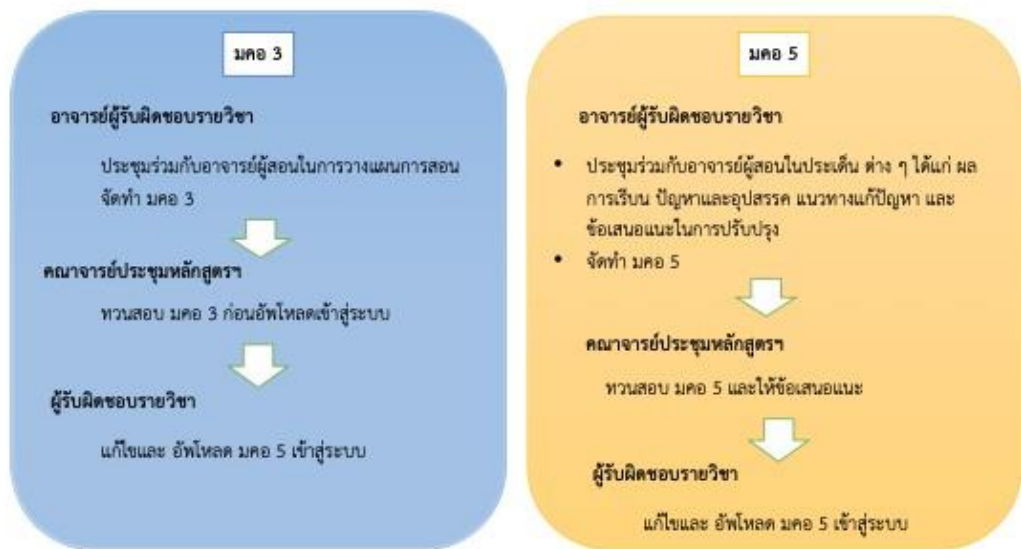 มคอ 3
อาจารย์ผู้รับผิดชอบรายวิชา
ประชุมร่วมกับอาจารย์ผู้สอนในการวางแผนการสอน
จัดทำ มคอ 3
คณาจารย์ประชุมหลักสูตรฯ
ทวนสอบ มคอ 3 ก่อนอัพโหลดเข้าสู่ระบบ
ผู้รับผิดชอบรายวิชา
แก้ไขและ อัพโหลด มคอ 5 เข้าสู่ระบบ
มคอ 5
อาจารย์ผู้รับผิดชอบรายวิชา
• ประชุมร่วมกับอาจารย์ผู้สอนในประเด็น ต่าง ๆ ได้แก่ ผล
การเรียน ปัญหาและอุปสรรค แนวทางแก้ปัญหา และ
ข้อเสนอแนะในการปรับปรุง
• จัดทำ มคอ 5
คณาจารย์ประชุมหลักสูตรฯ
ทวนสอบ มคอ 5 และให้ข้อเสนอแนะ
ผู้รับผิดชอบรายวิชา
แก้ไขและ อัพโหลด มคอ 5 เข้าสู่ระบบ